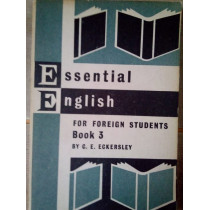 Essential
English
FOR FOREIGN STUDENTS
Book 3
BY C. E. ECKERSLEY